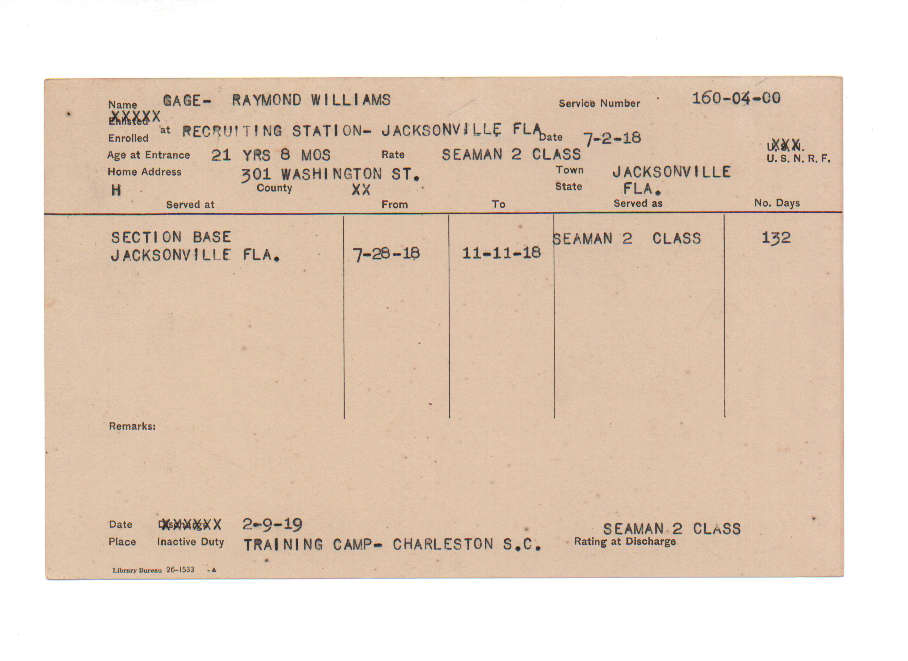 Name GAGE- RAYMOND WILLIAMS Service Number 160-04-00
XXXXX
Enlisted
Enrolled at RECRUITING STATION- JACKSONVILLE FLA Date 7-2-18
U.S.N. XXX
Age at Entrance 21 YRS 8 MOS Rate SEAMAN 2 CLASS U. S. N. R. F.
Home Address 301 WASHINGTON ST. Town JACKSONVILLE
H County XX State FLA.
Served at From To Served as No. Days
SECTION BASE SEAMAN 2 CLASS 132
JACKSONVILLE FLA. 7-28-18 11-11-18
Remarks:
Date Discharge XXXXXX 2-9-19 SEAMAN 2 CLASS
Place Inactive Duty TRAINING CAMP- CHARLESTON S.C. Rating at Discharge
Library Bureau 26-1533 -A